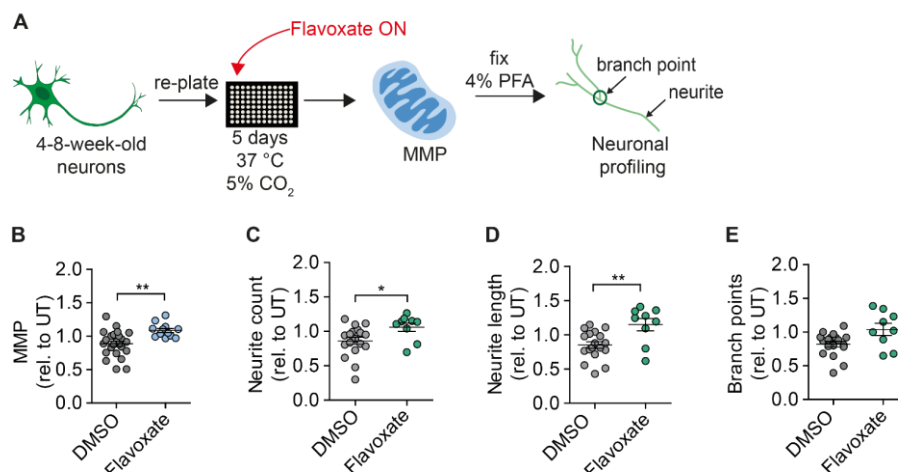 A
Flavoxate ON
re-plate
fix
4% PFA
branch point
neurite
4-8-week-old
neurons
5 days
37 °C
5% CO₂
MMP
Neuronal
profiling
B
MMP
(rel. to UT)
2.0
1.5
1.0
0.5
0.0
**
DMSO
Flavoxate
C
Neurite count
(rel. to UT)
2.0
1.5
1.0
0.5
0.0
*
DMSO
Flavoxate
D
Neurite length
(rel. to UT)
2.0
1.5
1.0
0.5
0.0
**
DMSO
Flavoxate
E
Branch points
(rel. to UT)
2.0
1.5
1.0
0.5
0.0
DMSO
Flavoxate